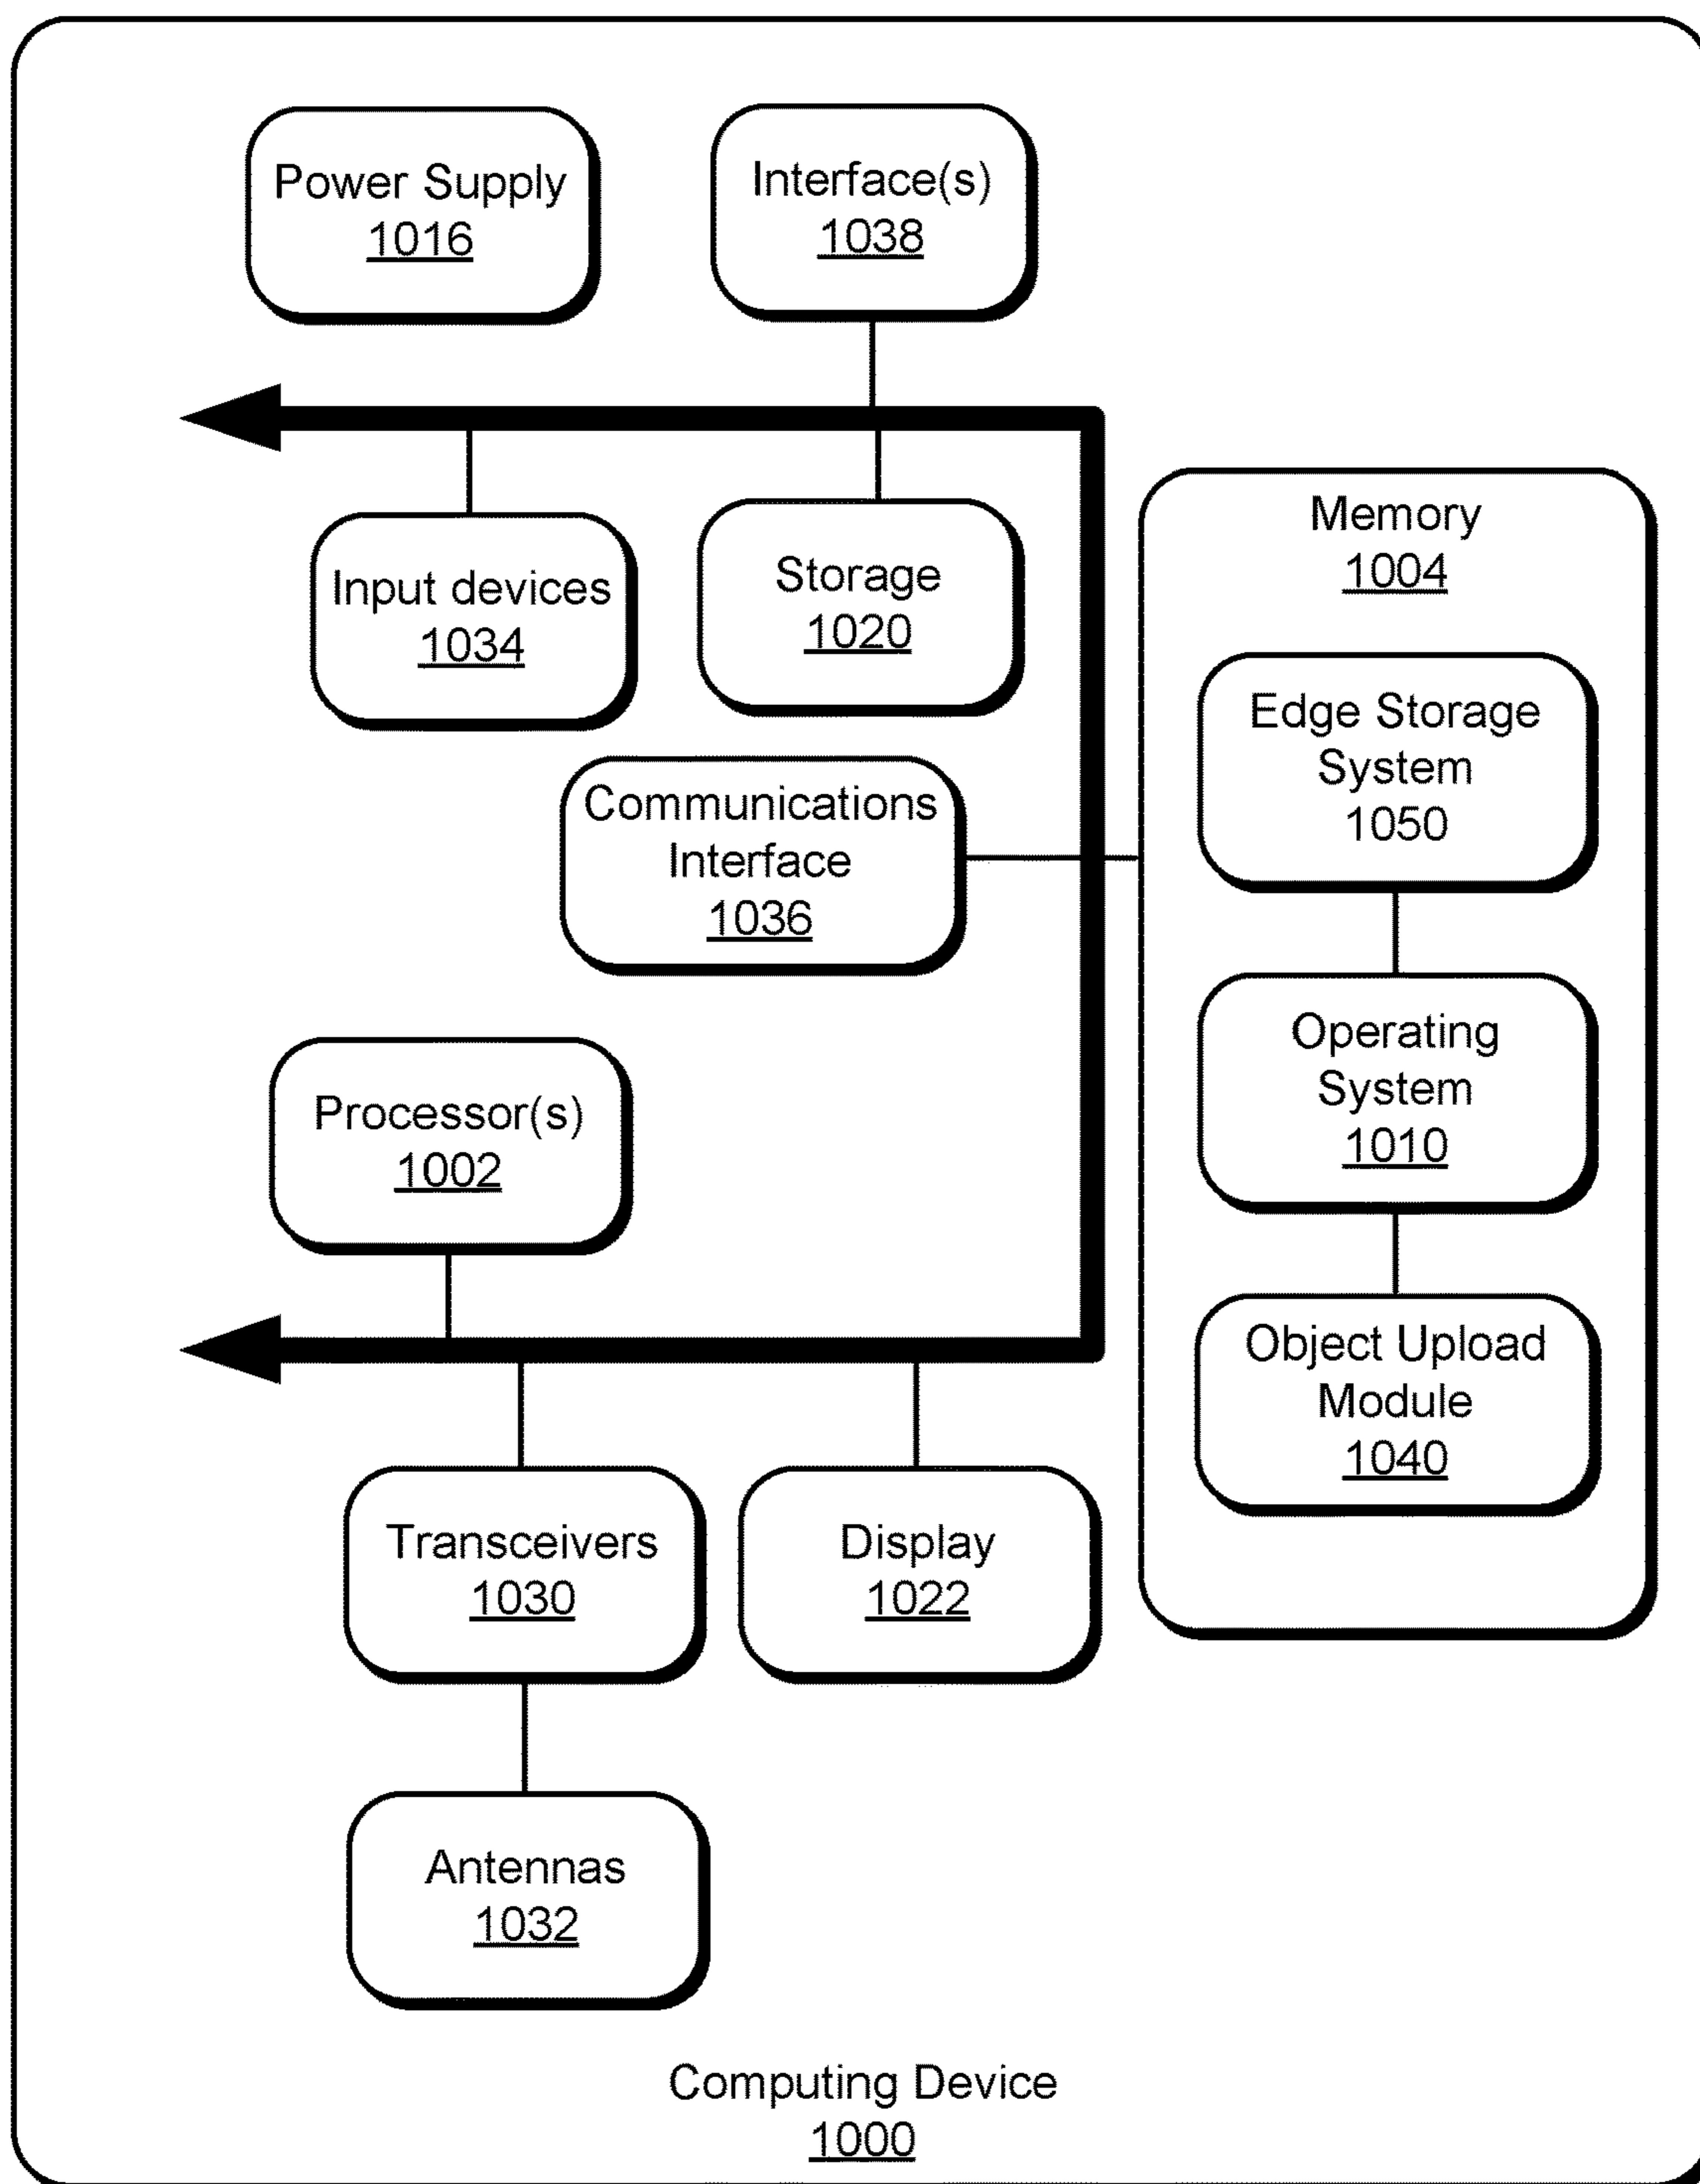 Power Supply
1016
Interface(s)
1038
Input devices
1034
Storage
1020
Memory
1004
Edge Storage
System
1050
Communications
Interface
1036
Operating
System
1010
Processor(s)
1002
Object Upload
Module
1040
Transceivers
1030
Display
1022
Antennas
1032
Computing Device
1000